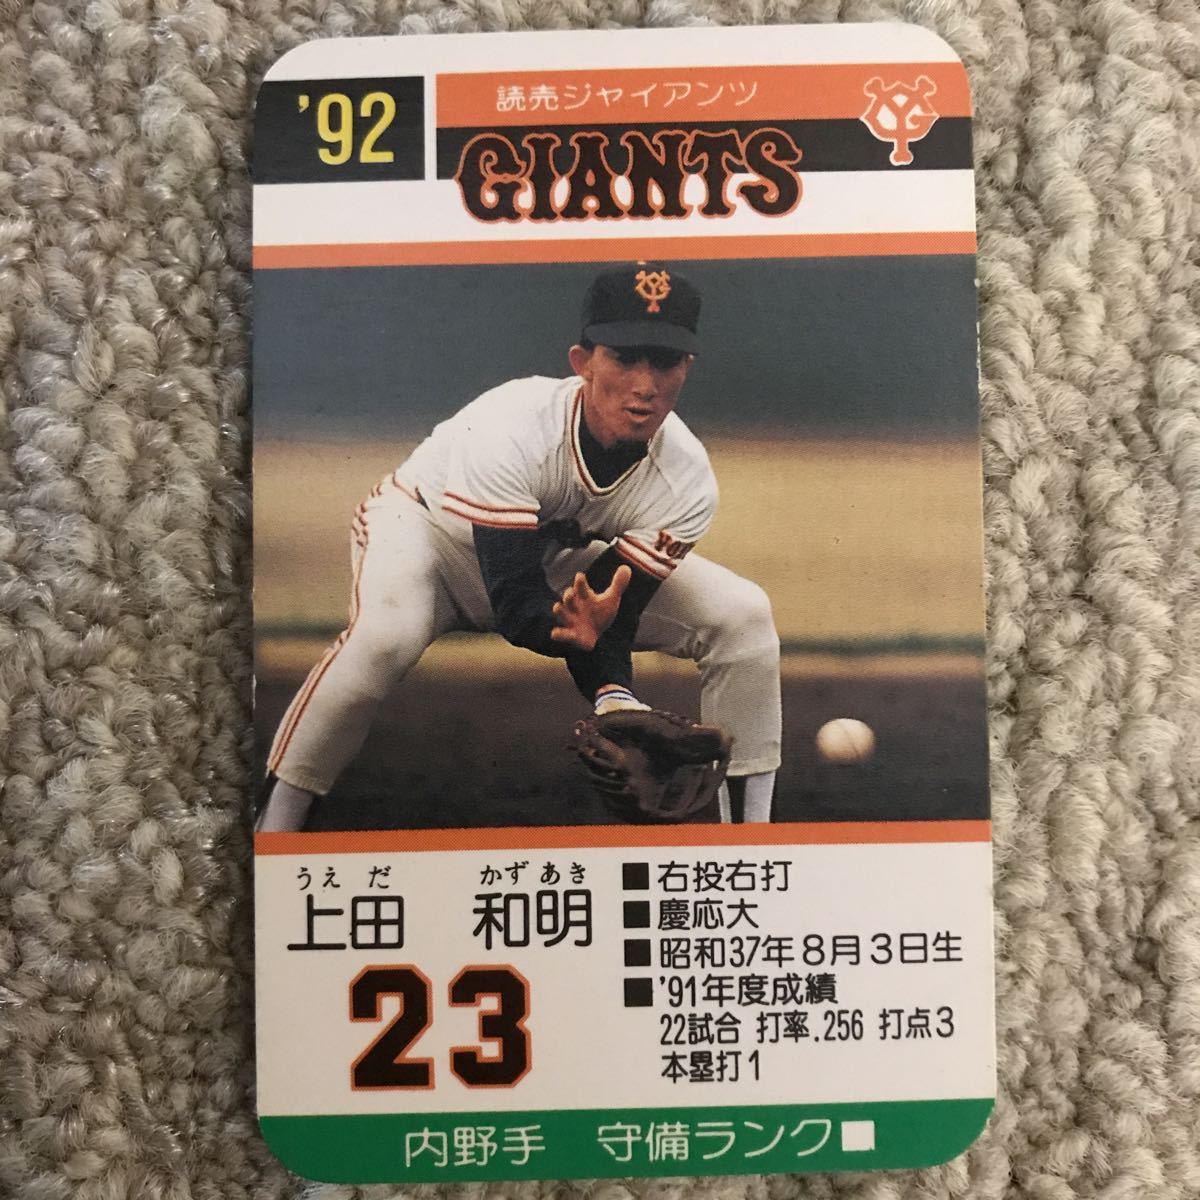 '92
読売ジャイアンツ
GIANTS
YG
YG
YO
うえ だ かず あき
上田 和明
23
■右投右打
■慶応大
■昭和37年8月3日生
■'91年度成績
22試合 打率.256 打点3
本塁打1
内野手 守備ランク■